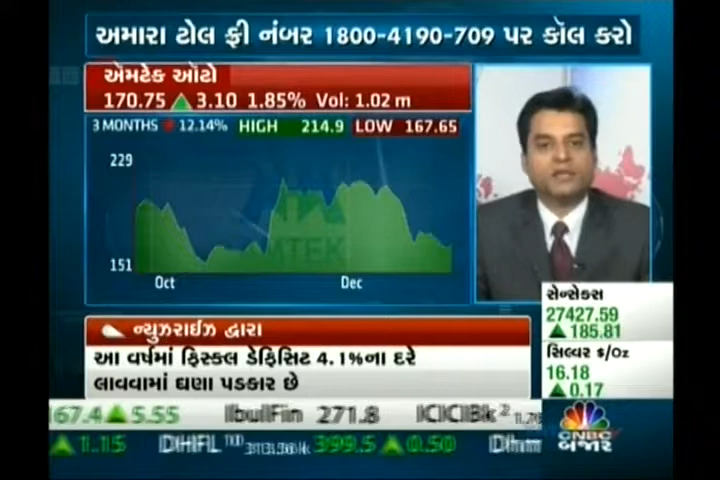 અમારા ટોલ ફ્રી નંબર 1800-4190-709 પર કૉલ કરો
એમટેક ઑટો
170.75 ▲ 3.10 1.85% Vol: 1.02 m
3 MONTHS 12.14% HIGH 214.9 LOW 167.65
229
151
Oct Dec
સેન્સેક્સ
27427.59
▲185.81
સિલ્વર $/Oz
16.18
▲0.17
ન્યુઝરાઈઝ દ્વારા
આ વર્ષમાં ફિસ્કલ ડેફિસિટ 4.1%ના દરે
લાવવામાં ઘણા પડકાર છે
67.4▲5.55 IbulFin 271.8 ICICIBk
▲1.15 DHFL 399.5▲0.50
CNBC
બજાર